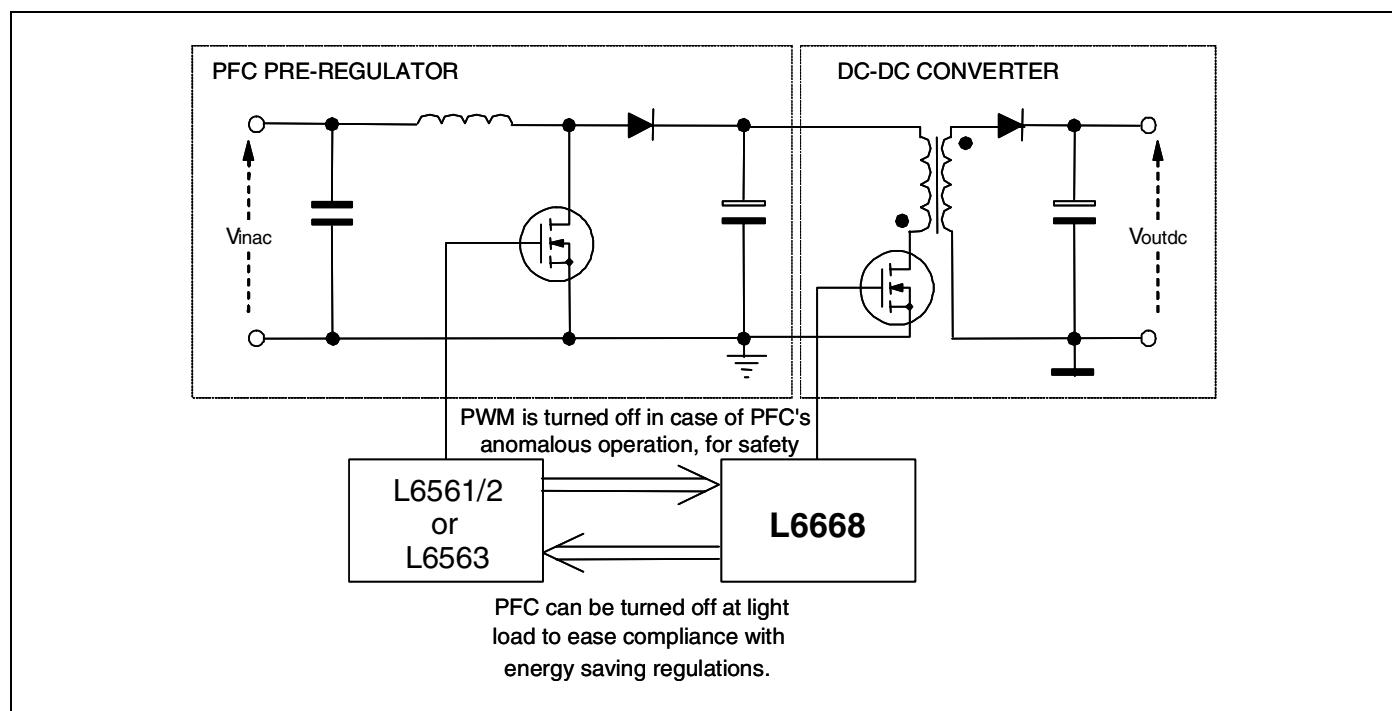 PFC PRE-REGULATOR
DC-DC CONVERTER
Vinac
Voutdc
PWM is turned off in case of PFC's
anomalous operation, for safety
L6561/2
or
L6563
L6668
PFC can be turned off at light
load to ease compliance with
energy saving regulations.